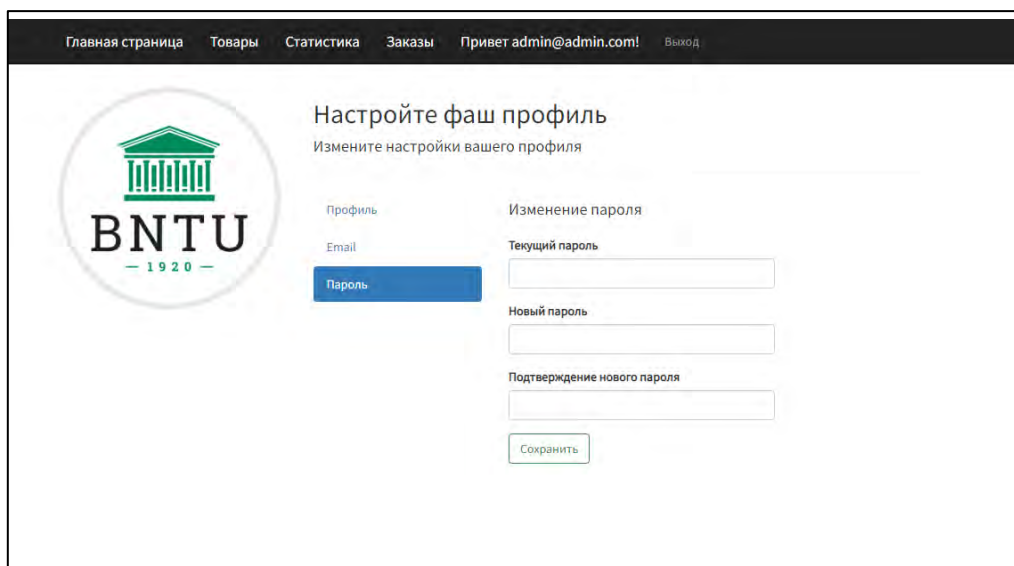 Главная страница Товары Статистика Заказы Привет admin@admin.com! Выход
BNTU
— 1920 —
Настройте фаш профиль
Измените настройки вашего профиля
Профиль
Email
Пароль
Изменение пароля
Текущий пароль
Новый пароль
Подтверждение нового пароля
Сохранить